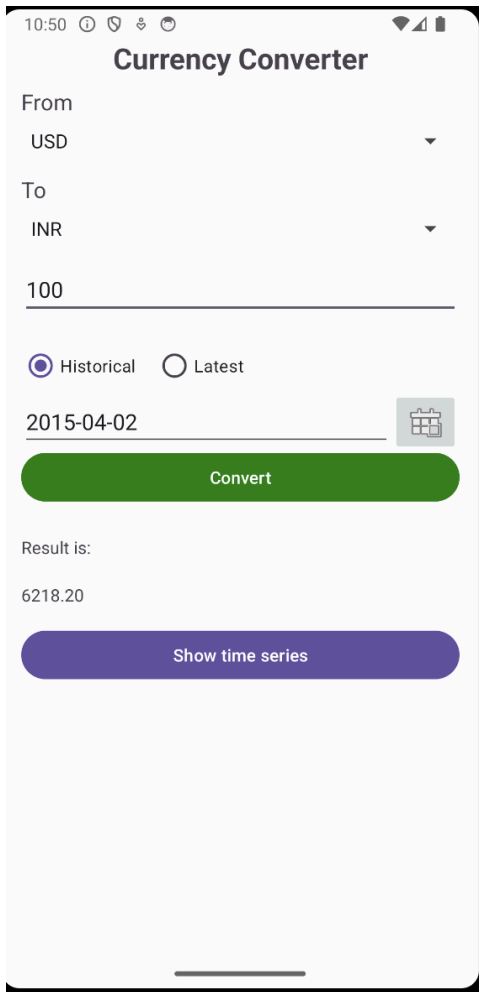 10:50
Currency Converter
From
USD
To
INR
100
Historical Latest
2015-04-02
Convert
Result is:
6218.20
Show time series